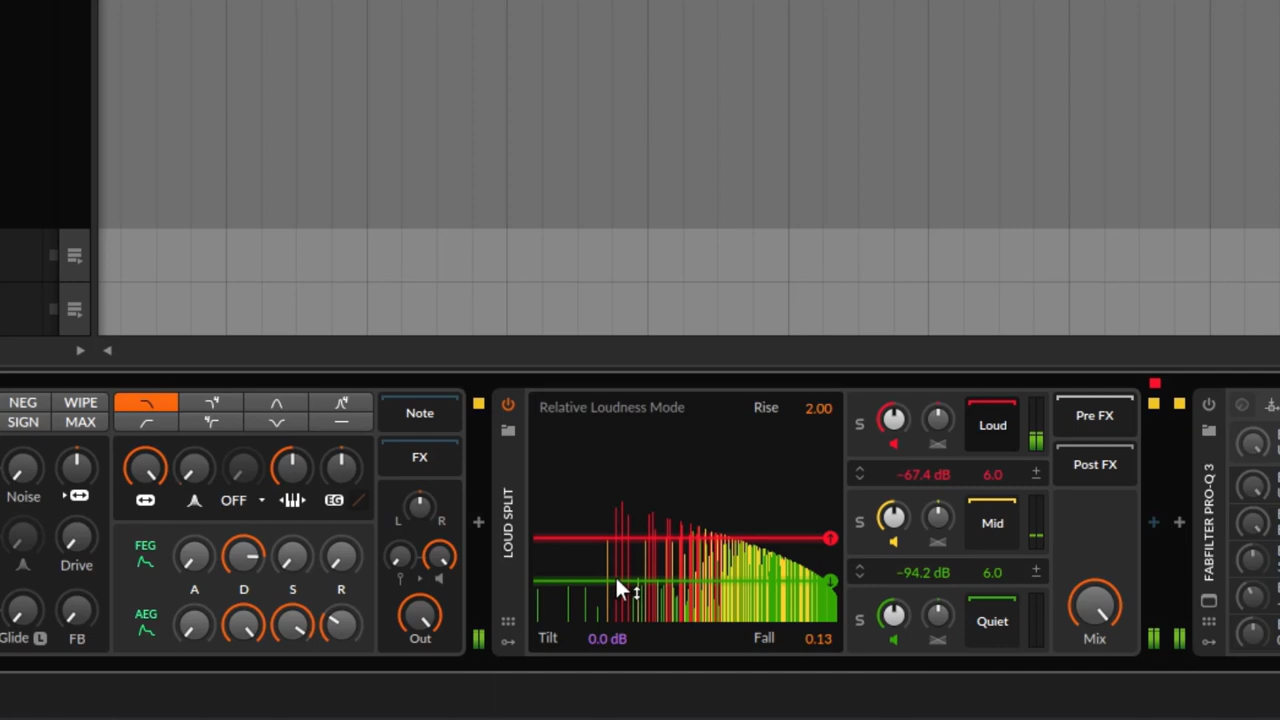 NEG WIPE
SIGN MAX
Noise
OFF
EG
Drive
Glide L FB
FEG
A D S R
AEG
Note
FX
L R
Out
LOUD SPLIT
Relative Loudness Mode Rise 2.00
Tilt 0.0 dB Fall 0.13
S Loud
-67.4 dB 6.0 ±
S Mid
-94.2 dB 6.0 ±
S Quiet
Pre FX
Post FX
Mix
FABFILTER PRO-Q 3